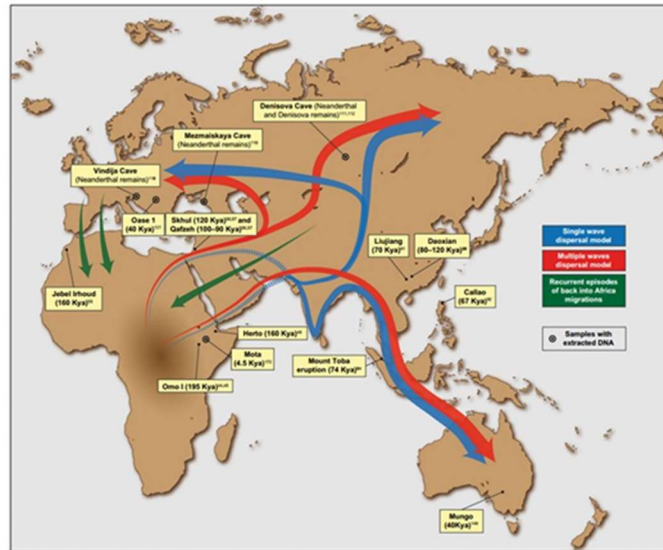 Denisova Cave (Neanderthal
and Denisova remains)¹¹¹,¹¹²
Mezmaiskaya Cave
(Neanderthal remains)¹¹⁰
Vindija Cave
(Neanderthal remains)
Oase 1
(40 Kya)
Skhul (120 Kya) and
Qafzeh (100–90 Kya)
Liujiang
(70 Kya)
Daoxian
(80–120 Kya)
Single wave
dispersal model
Multiple waves
dispersal model
Recurrent episodes
of back into Africa
migrations
Jebel Irhoud
(160 Kya)
Callao
(67 Kya)
Herto (160 Kya)
Samples with
extracted DNA
Mota
(4.5 Kya)
Mount Toba
eruption (74 Kya)
Omo I (195 Kya)
Mungo
(40Kya)